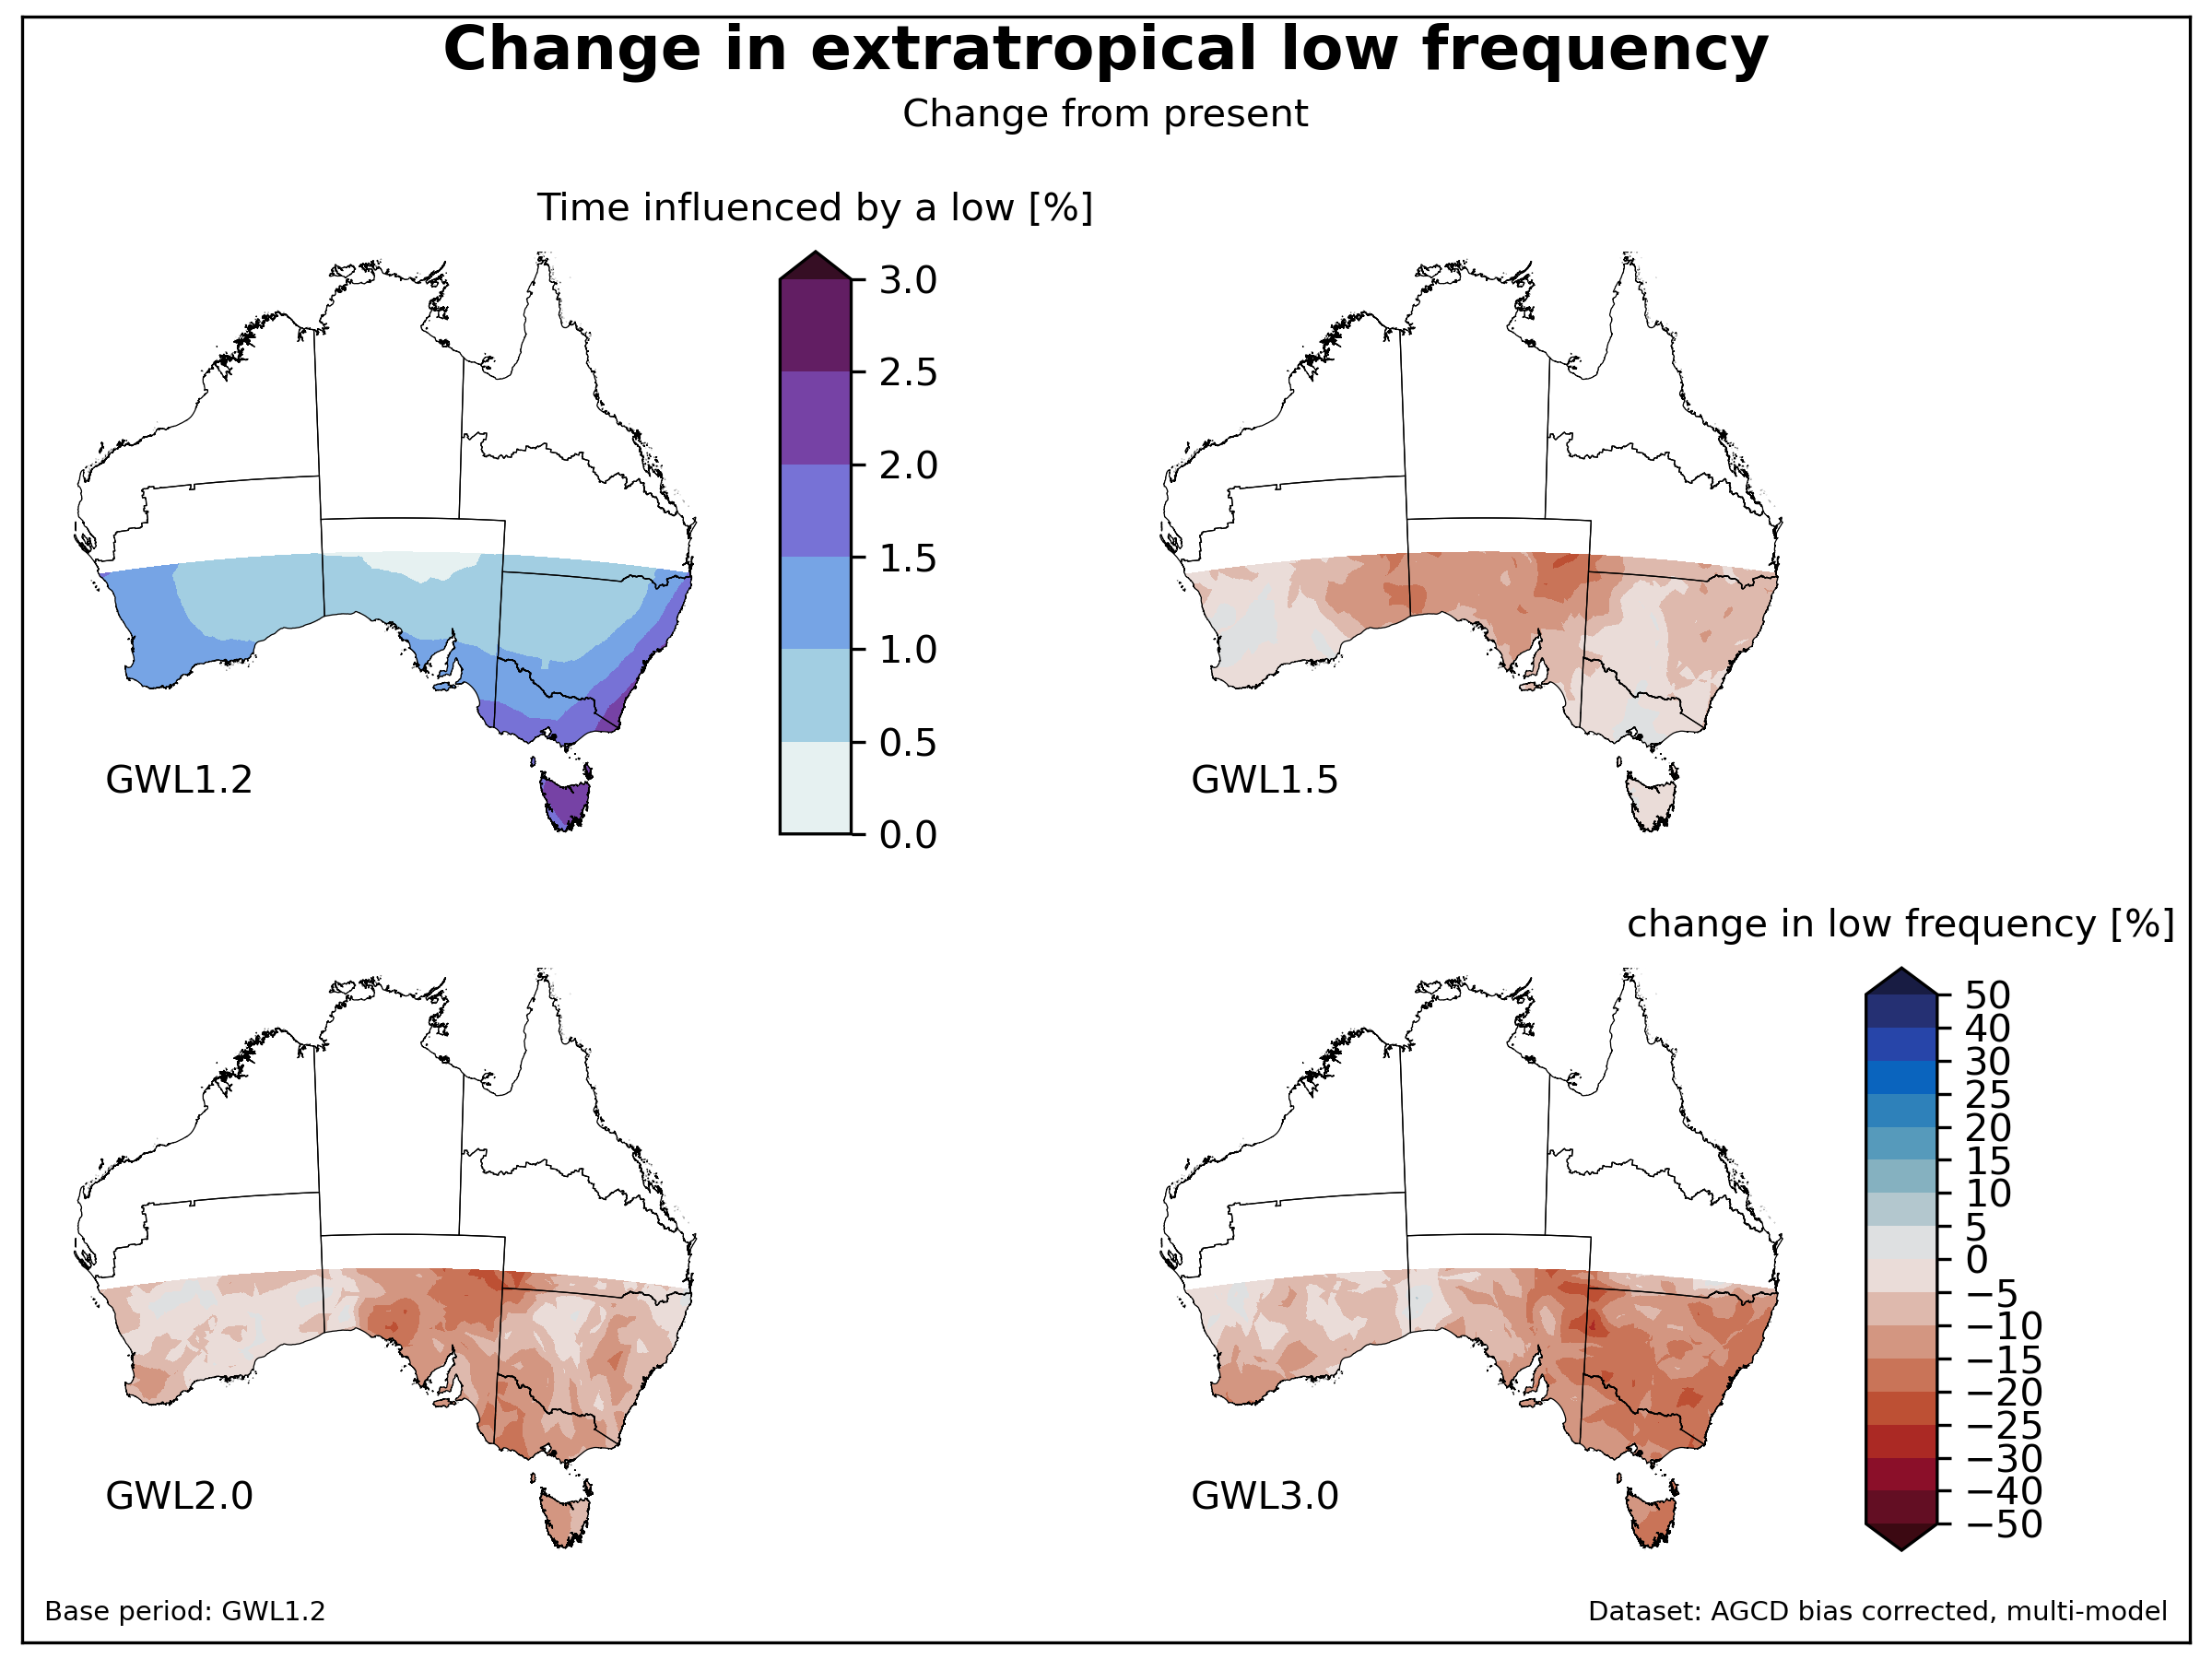 Change in extratropical low frequency
Change from present
Time influenced by a low [%]
3.0
2.5
2.0
1.5
1.0
0.5
0.0
GWL1.2
GWL1.5
change in low frequency [%]
50
40
30
25
20
15
10
5
0
−5
−10
−15
−20
−25
−30
−40
−50
GWL2.0
GWL3.0
Base period: GWL1.2
Dataset: AGCD bias corrected, multi-model